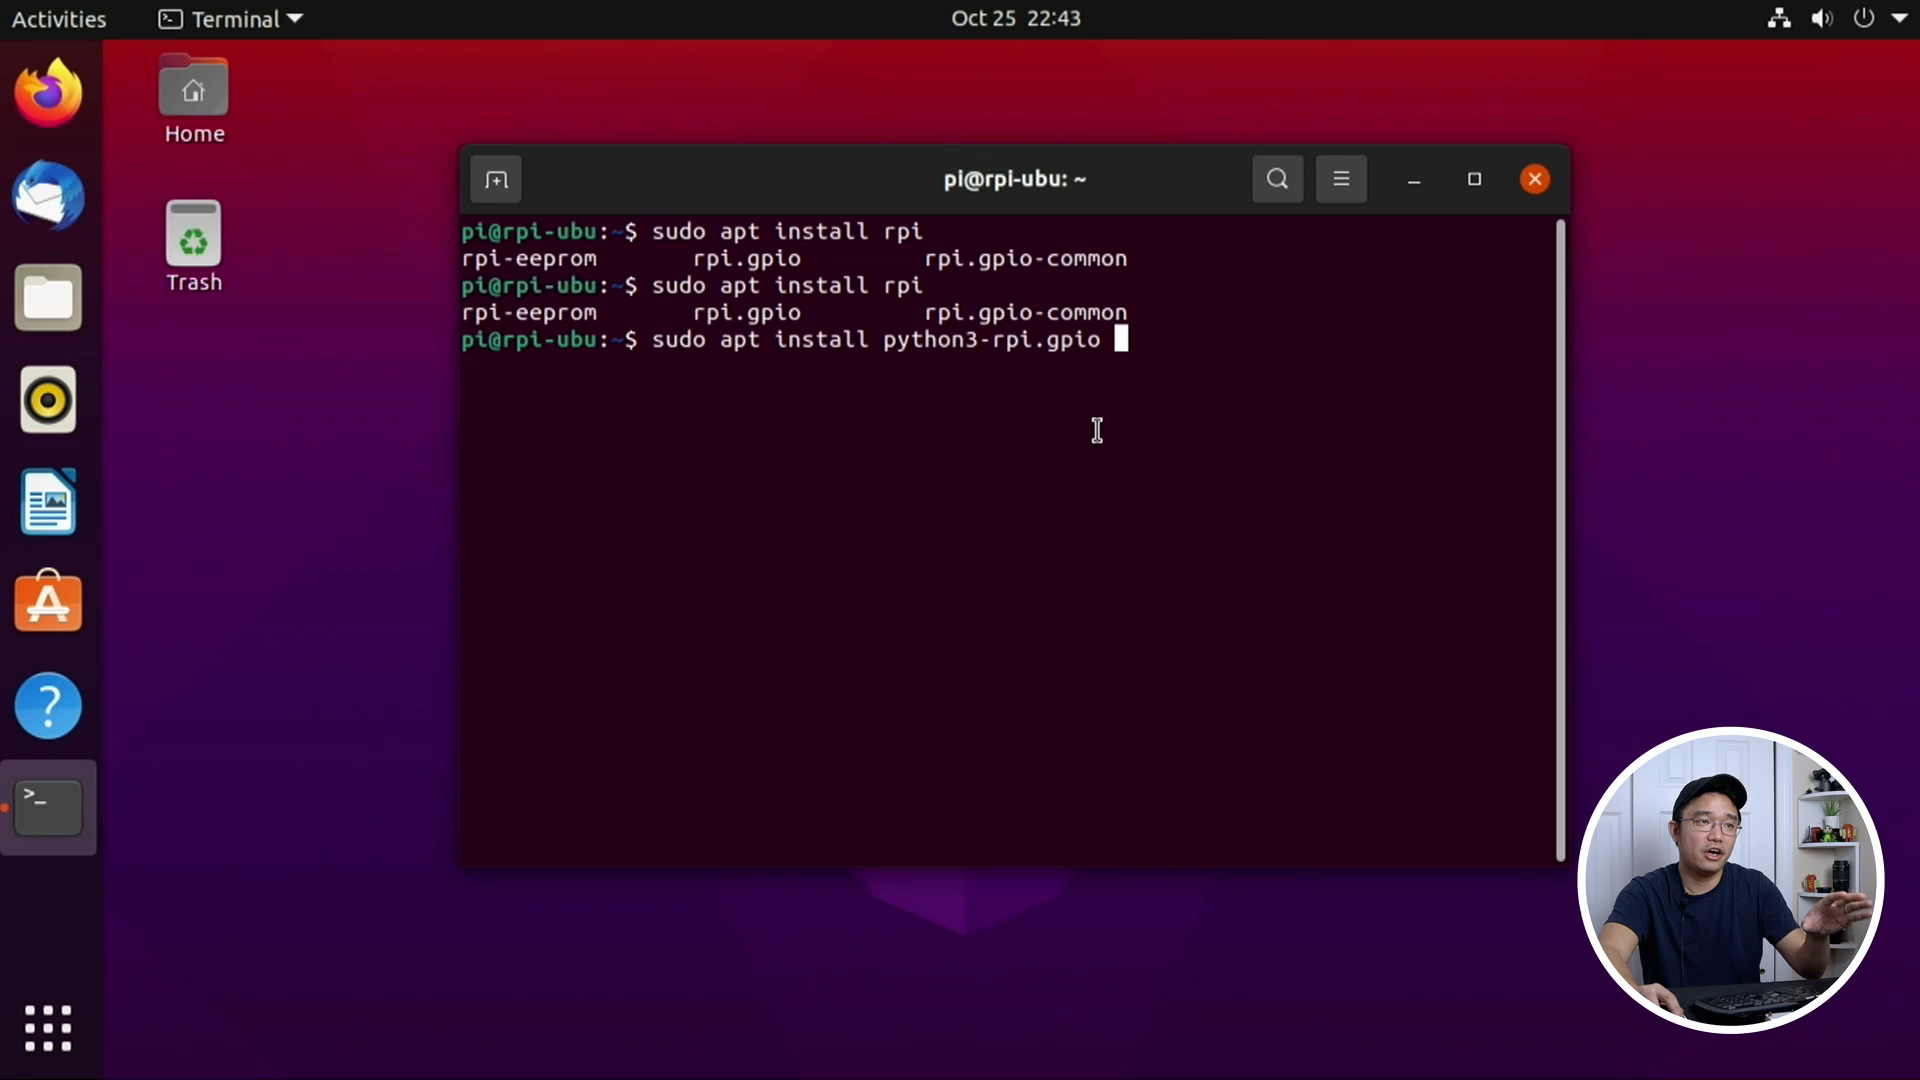 Activities
Terminal
Oct 25 22:43
Home
Trash
pi@rpi-ubu: ~
pi@rpi-ubu:~$ sudo apt install rpi
rpi-eeprom rpi.gpio rpi.gpio-common
pi@rpi-ubu:~$ sudo apt install rpi
rpi-eeprom rpi.gpio rpi.gpio-common
pi@rpi-ubu:~$ sudo apt install python3-rpi.gpio